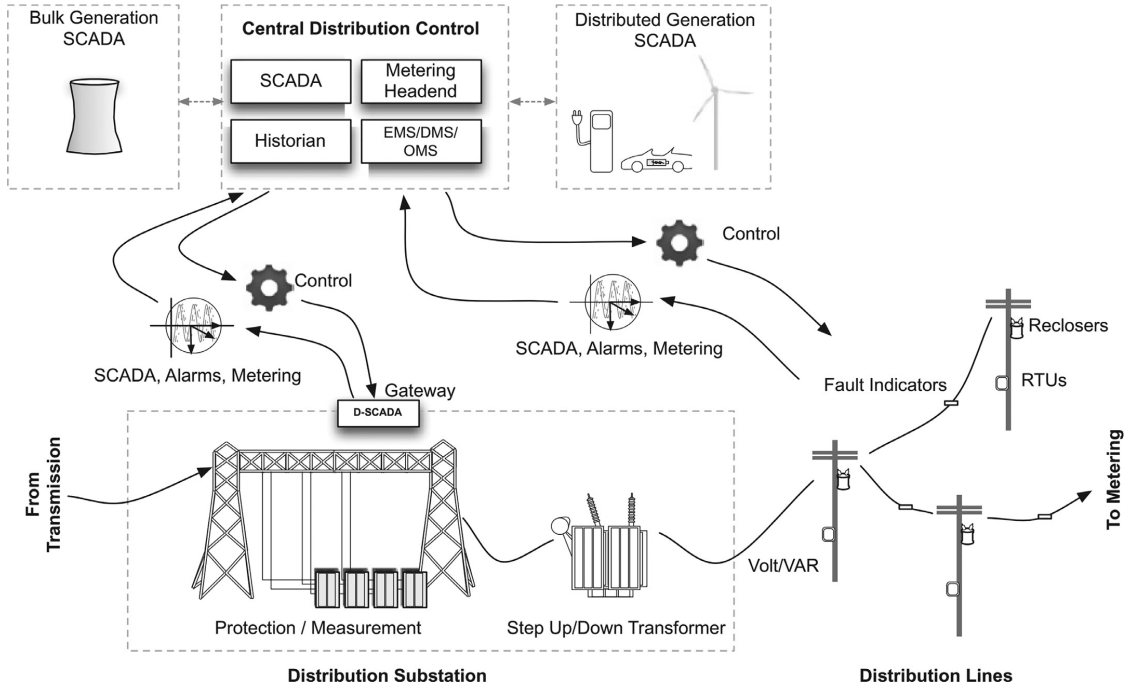 Bulk Generation
SCADA
Central Distribution Control
SCADA
Metering
Headend
Historian
EMS/DMS/
OMS
Distributed Generation
SCADA
Control
Control
SCADA, Alarms, Metering
SCADA, Alarms, Metering
Gateway
D-SCADA
Fault Indicators
Reclosers
RTUs
From
Transmission
To Metering
Volt/VAR
Protection / Measurement
Step Up/Down Transformer
Distribution Substation
Distribution Lines